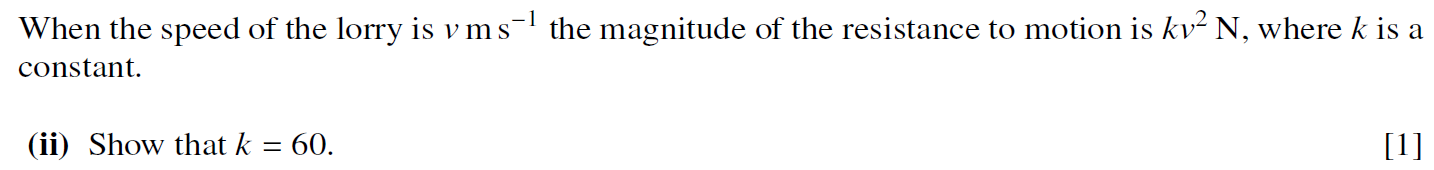 When the speed of the lorry is v m s⁻¹ the magnitude of the resistance to motion is kv² N, where k is a
constant.
(ii) Show that k = 60. [1]